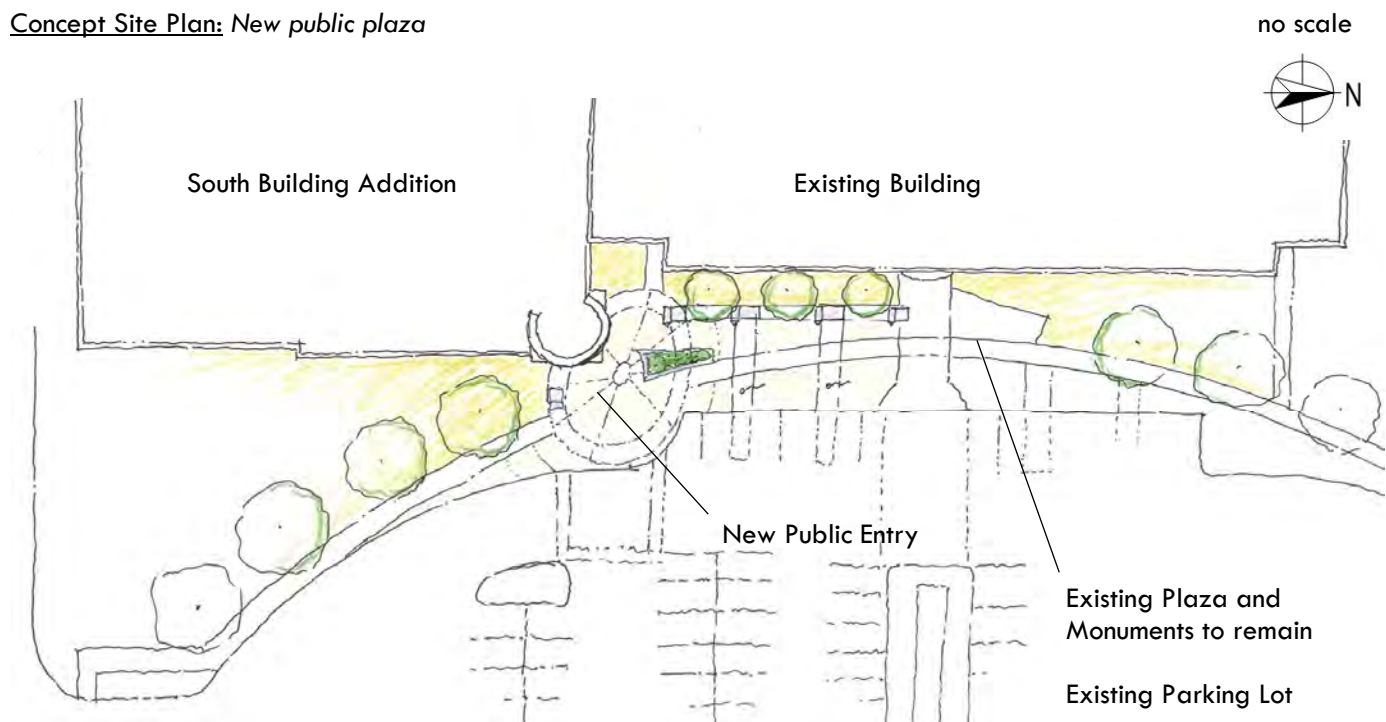 Concept Site Plan: New public plaza
no scale
N
South Building Addition
Existing Building
New Public Entry
Existing Plaza and
Monuments to remain
Existing Parking Lot